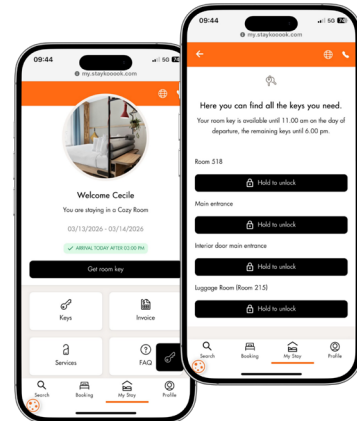 09:44
5G
my.staykooook.com
Welcome Cecile
You are staying in a Cozy Room
03/13/2026 - 03/14/2026
ARRIVAL TODAY AFTER 03:00 PM
Get room key
Keys
Invoice
Services
FAQ
Search
Booking
My Stay
Profile
09:44
5G
my.staykooook.com
Here you can find all the keys you need.
Your room key is available until 11.00 am on the day of
departure, the remaining keys until 6.00 pm.
Room 518
Hold to unlock
Main entrance
Hold to unlock
Interior door main entrance
Hold to unlock
Luggage Room (Room 215)
Hold to unlock
Search
Booking
My Stay
Profile